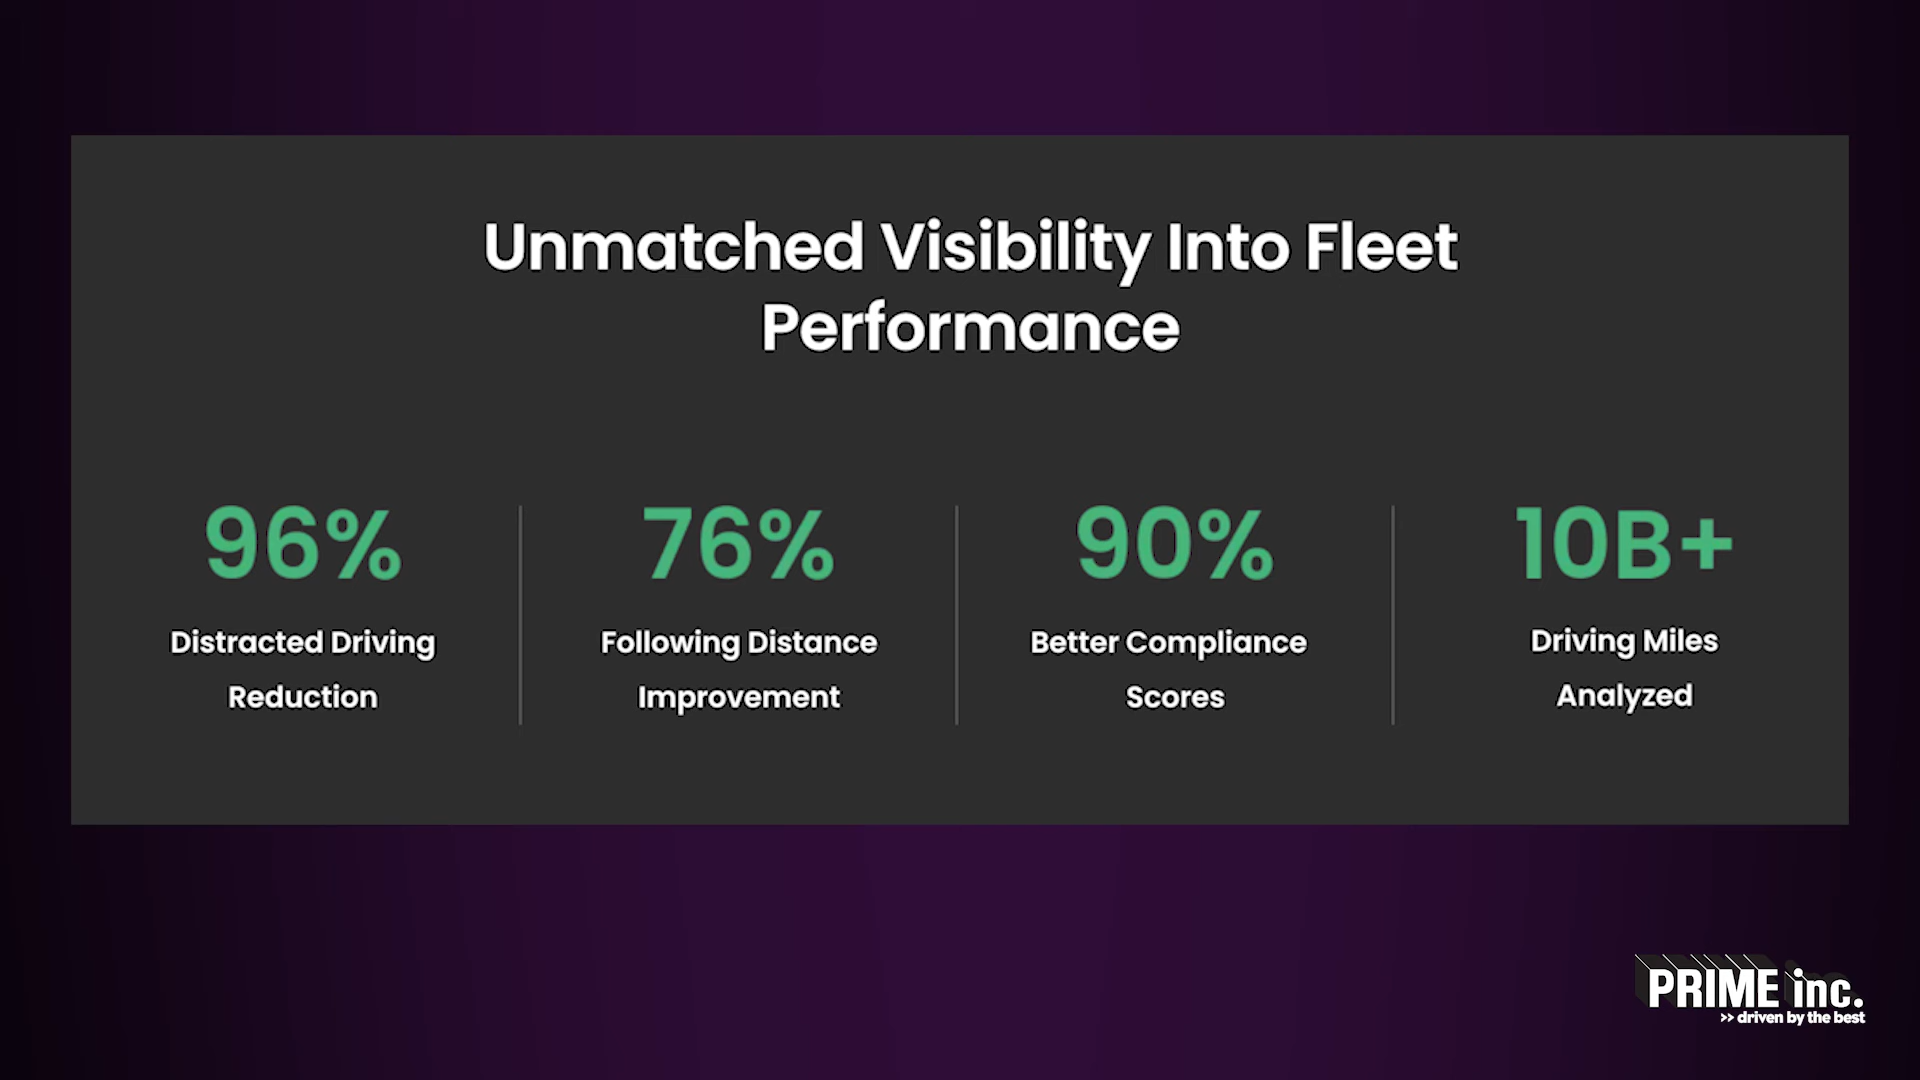 Unmatched Visibility Into Fleet
Performance
96%
Distracted Driving
Reduction
76%
Following Distance
Improvement
90%
Better Compliance
Scores
10B+
Driving Miles
Analyzed
PRIME inc.
>> driven by the best